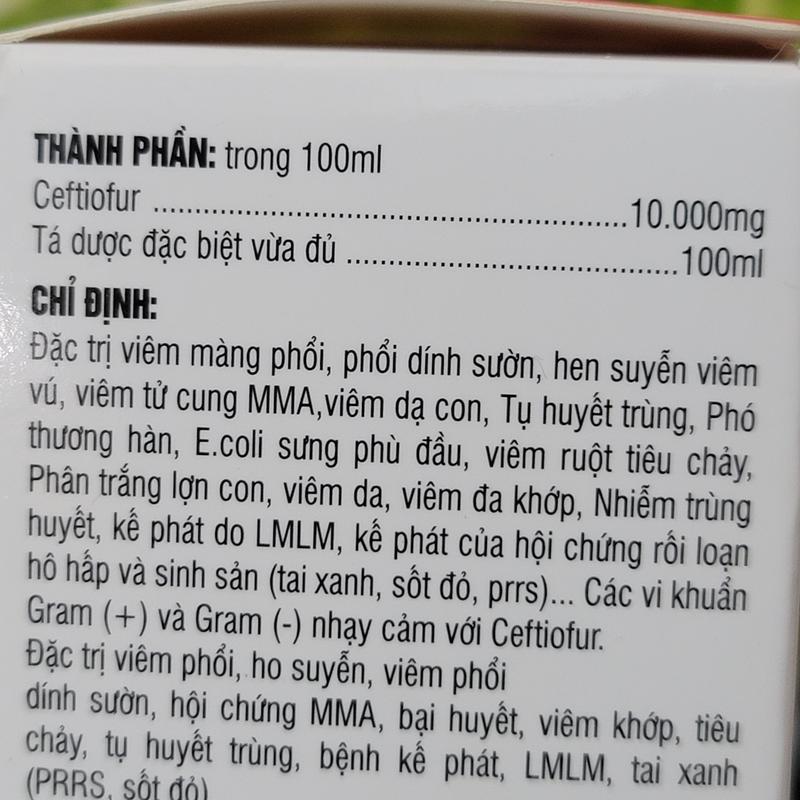 THÀNH PHẦN: trong 100ml
Ceftiofur ........................................................10.000mg
Tá dược đặc biệt vừa đủ ........................................100ml
CHỈ ĐỊNH:
Đặc trị viêm màng phổi, phổi dính sườn, hen suyễn viêm
vú, viêm tử cung MMA,viêm dạ con, Tụ huyết trùng, Phó
thương hàn, E.coli sưng phù đầu, viêm ruột tiêu chảy,
Phân trắng lợn con, viêm da, viêm đa khớp, Nhiễm trùng
huyết, kế phát do LMLM, kế phát của hội chứng rối loạn
hô hấp và sinh sản (tai xanh, sốt đỏ, prrs)... Các vi khuẩn
Gram (+) và Gram (-) nhạy cảm với Ceftiofur.
Đặc trị viêm phổi, ho suyễn, viêm phổi
dính sườn, hội chứng MMA, bại huyết, viêm khớp, tiêu
chảy, tụ huyết trùng, bệnh kế phát, LMLM, tai xanh
(PRRS, sốt đỏ)